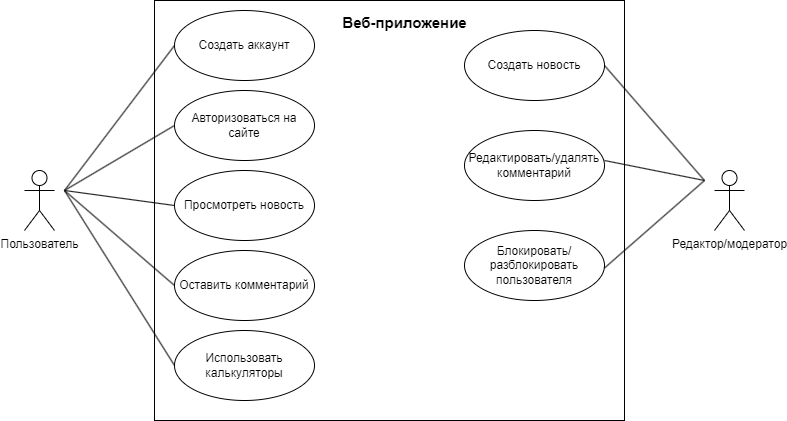 Веб-приложение
Создать аккаунт
Авторизоваться на
сайте
Просмотреть новость
Оставить комментарий
Использовать
калькуляторы
Создать новость
Редактировать/удалять
комментарий
Блокировать/
разблокировать
пользователя
Пользователь
Редактор/модератор